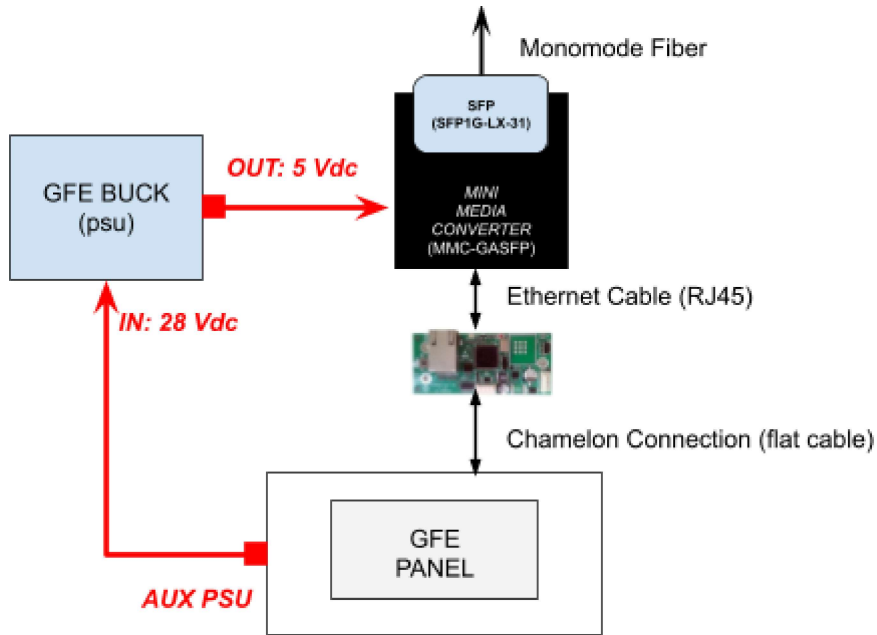 Monomode Fiber
SFP
(SFP1G-LX-31)
OUT: 5 Vdc
GFE BUCK
(psu)
MINI
MEDIA
CONVERTER
(MMC-GASFP)
Ethernet Cable (RJ45)
IN: 28 Vdc
Chamelon Connection (flat cable)
GFE
PANEL
AUX PSU